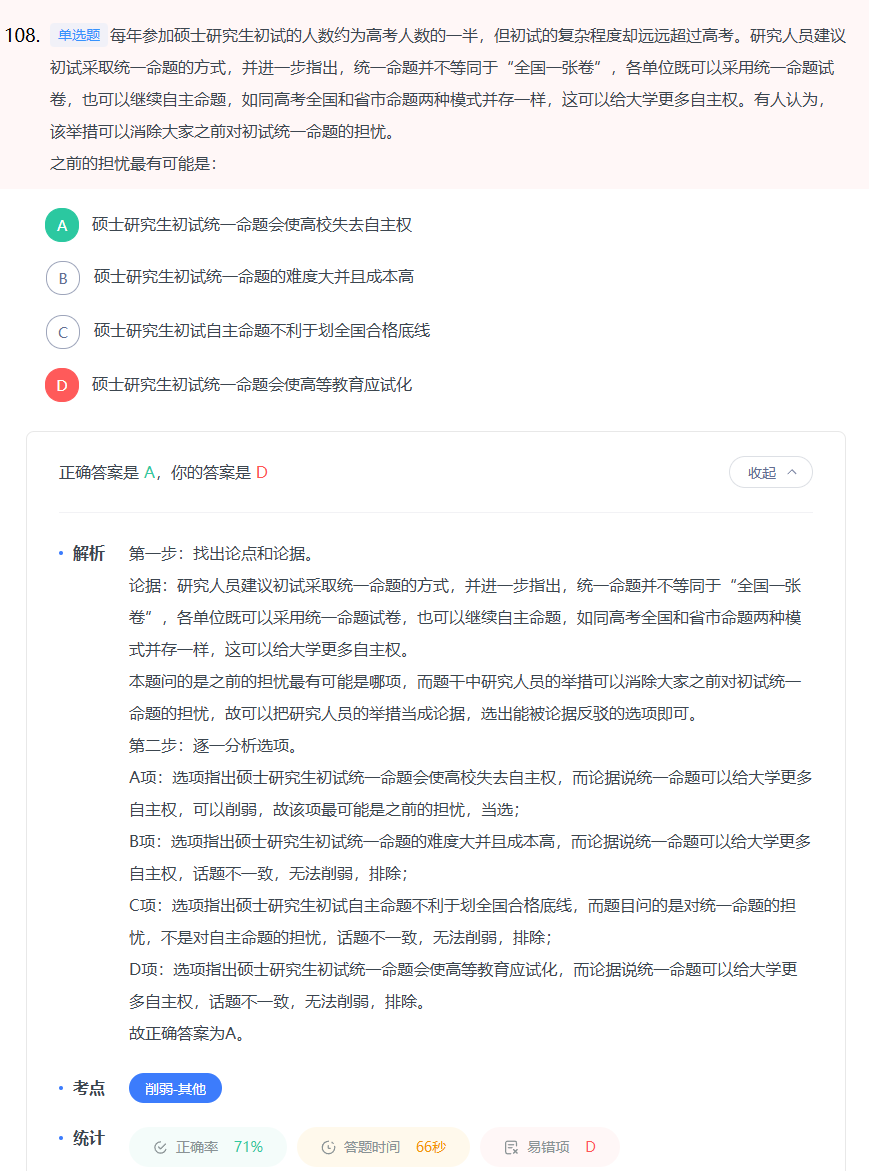 108. 单选题 每年参加硕士研究生初试的人数约为高考人数的一半，但初试的复杂程度却远远超过高考。研究人员建议
初试采取统一命题的方式，并进一步指出，统一命题并不等同于“全国一张卷”，各单位既可以采用统一命题试
卷，也可以继续自主命题，如同高考全国和省市命题两种模式并存一样，这可以给大学更多自主权。有人认为，
该举措可以消除大家之前对初试统一命题的担忧。
之前的担忧最有可能是：
A 硕士研究生初试统一命题会使高校失去自主权
B 硕士研究生初试统一命题的难度大并且成本高
C 硕士研究生初试自主命题不利于划全国合格底线
D 硕士研究生初试统一命题会使高等教育应试化
正确答案是 A，你的答案是 D 收起
解析 第一步：找出论点和论据。
论据：研究人员建议初试采取统一命题的方式，并进一步指出，统一命题并不等同于“全国一张
卷”，各单位既可以采用统一命题试卷，也可以继续自主命题，如同高考全国和省市命题两种模
式并存一样，这可以给大学更多自主权。
本题问的是之前的担忧最有可能是哪项，而题干中研究人员的举措可以消除大家之前对初试统一
命题的担忧，故可以把研究人员的举措当成论据，选出能被论据反驳的选项即可。
第二步：逐一分析选项。
A项：选项指出硕士研究生初试统一命题会使高校失去自主权，而论据说统一命题可以给大学更多
自主权，可以削弱，故该项最可能是之前的担忧，当选；
B项：选项指出硕士研究生初试统一命题的难度大并且成本高，而论据说统一命题可以给大学更多
自主权，话题不一致，无法削弱，排除；
C项：选项指出硕士研究生初试自主命题不利于划全国合格底线，而题目问的是对统一命题的担
忧，不是对自主命题的担忧，话题不一致，无法削弱，排除；
D项：选项指出硕士研究生初试统一命题会使高等教育应试化，而论据说统一命题可以给大学更
多自主权，话题不一致，无法削弱，排除。
故正确答案为A。
考点 削弱-其他
统计 正确率 71% 答题时间 66秒 易错项 D